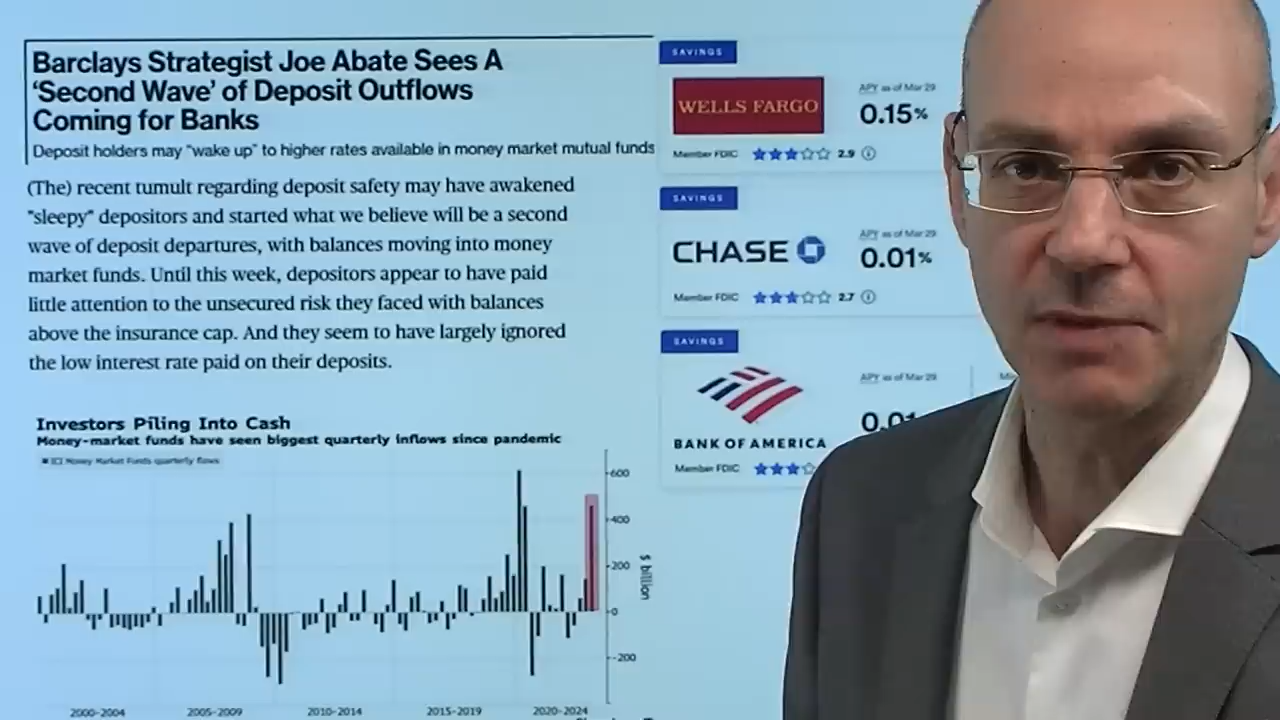 Barclays Strategist Joe Abate Sees A
‘Second Wave’ of Deposit Outflows
Coming for Banks
Deposit holders may "wake up" to higher rates available in money market mutual funds
(The) recent tumult regarding deposit safety may have awakened
"sleepy" depositors and started what we believe will be a second
wave of deposit departures, with balances moving into money
market funds. Until this week, depositors appear to have paid
little attention to the unsecured risk they faced with balances
above the insurance cap. And they seem to have largely ignored
the low interest rate paid on their deposits.
Investors Piling Into Cash
Money-market funds have seen biggest quarterly inflows since pandemic
ICI Money Market Funds quarterly flows
600
400
200
0
-200
$ billion
2000-2004 2005-2009 2010-2014 2015-2019 2020-2024
SAVINGS
WELLS FARGO
APY as of Mar 29
0.15%
Member FDIC 2.9
SAVINGS
CHASE
APY as of Mar 29
0.01%
Member FDIC 2.7
SAVINGS
BANK OF AMERICA
APY as of Mar 29
0.01
Member FDIC